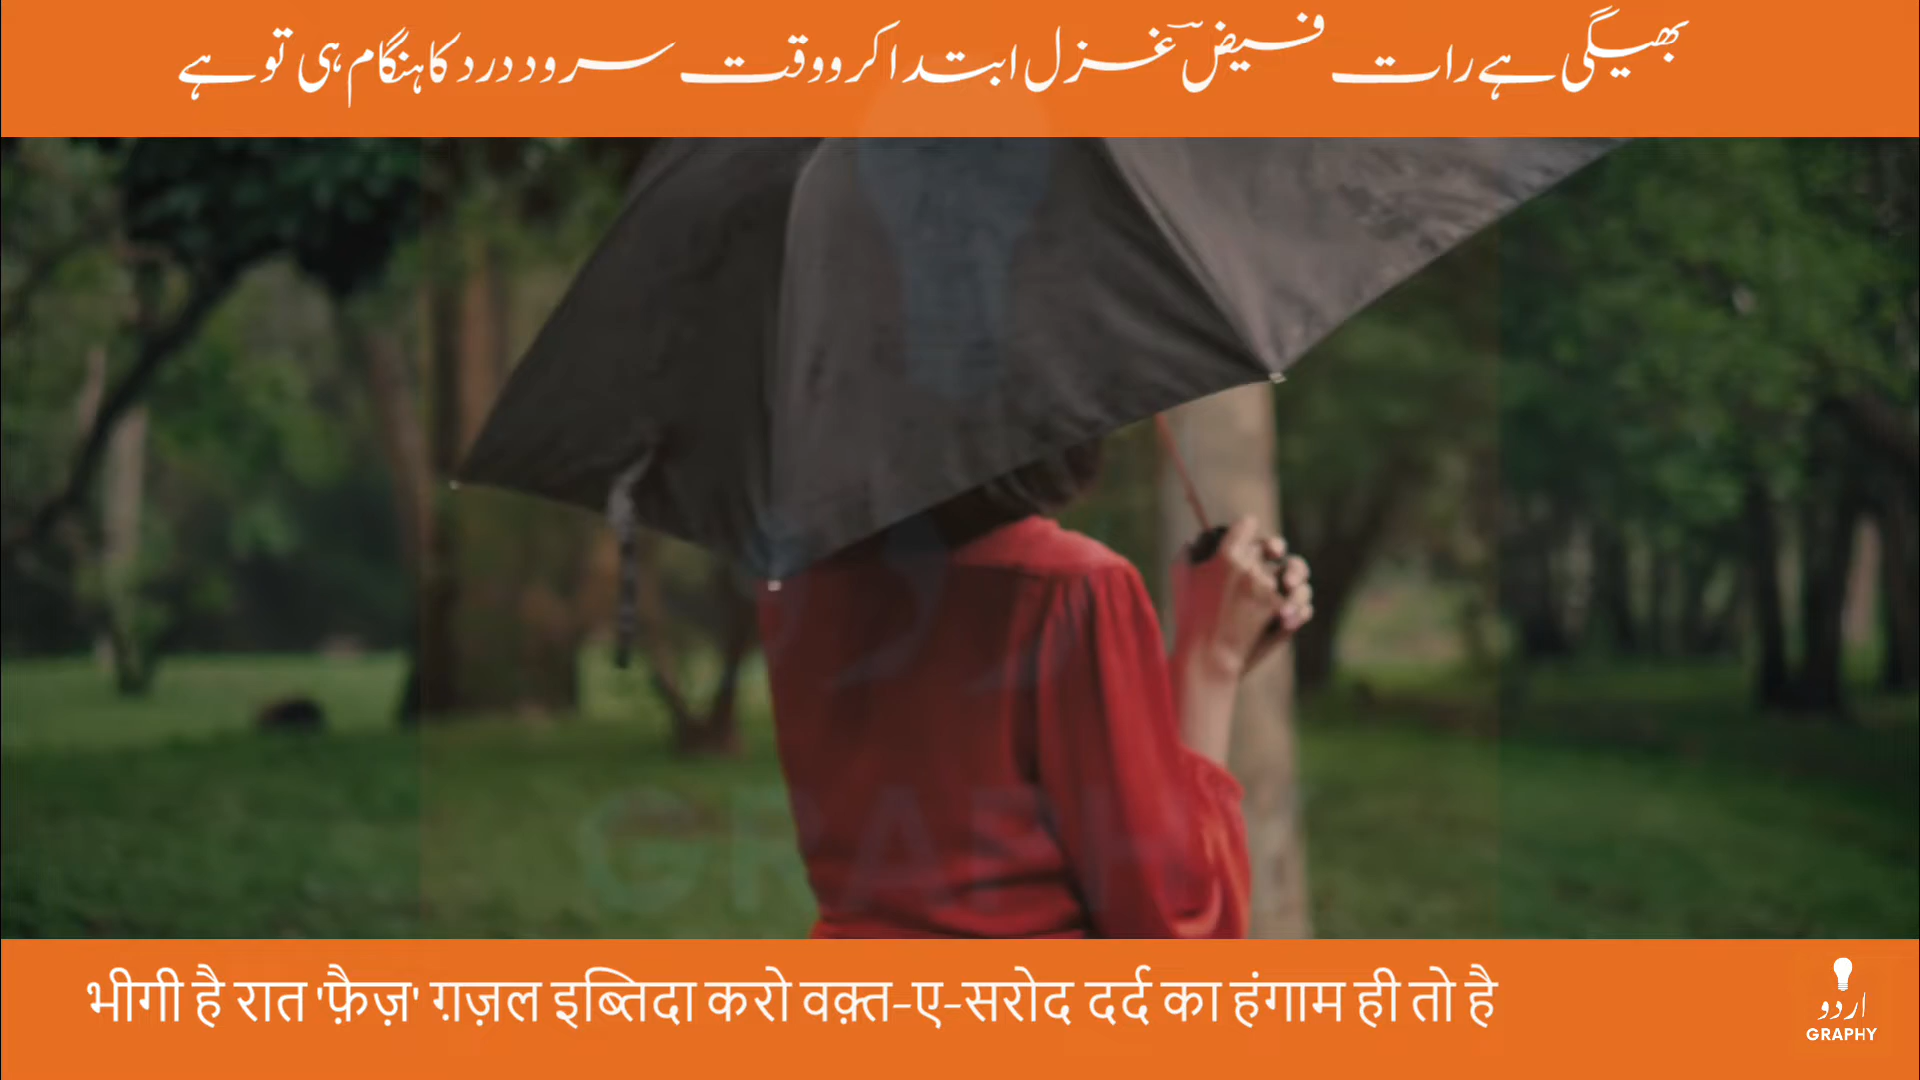 بھیگی ہے رات فیضؔ غزل ابتدا کرو وقت سرود درد کا ہنگام ہی تو ہے
भीगी है रात 'फ़ैज़' ग़ज़ल इब्तिदा करो वक़्त-ए-सरोद दर्द का हंगाम ही तो है
اردو
GRAPHY